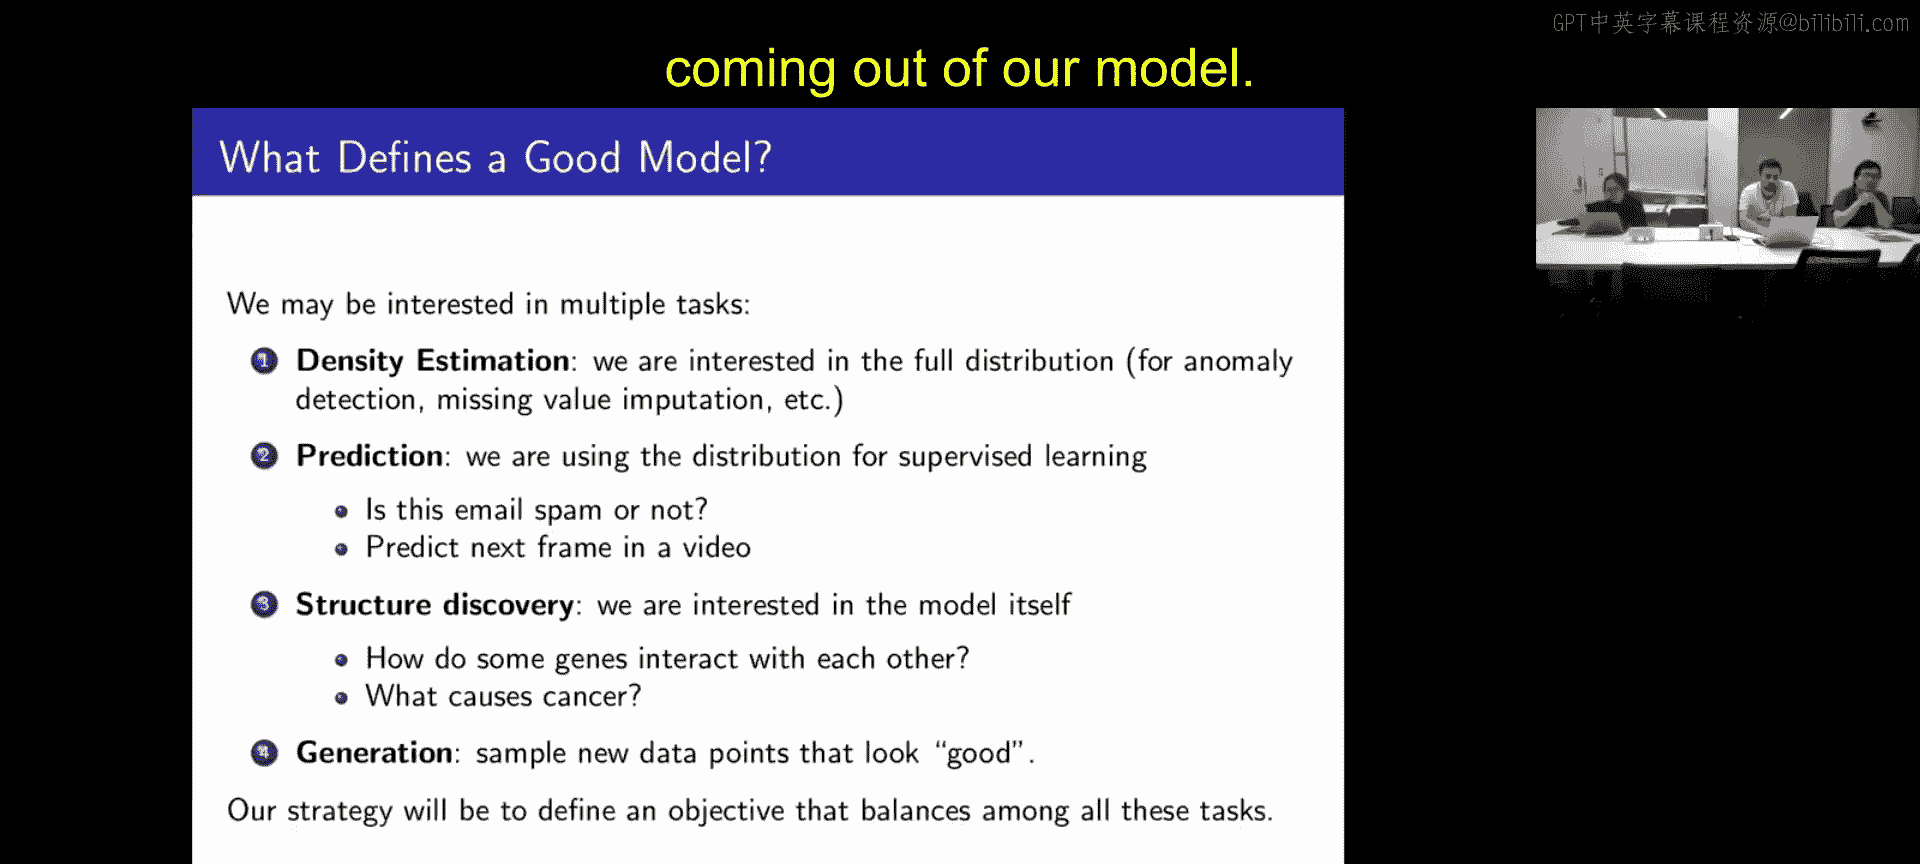 GPT中英字幕课程资源@bilibili.com
coming out of our model.
What Defines a Good Model?
We may be interested in multiple tasks:
1 Density Estimation: we are interested in the full distribution (for anomaly
detection, missing value imputation, etc.)
2 Prediction: we are using the distribution for supervised learning
Is this email spam or not?
Predict next frame in a video
3 Structure discovery: we are interested in the model itself
How do some genes interact with each other?
What causes cancer?
4 Generation: sample new data points that look “good”.
Our strategy will be to define an objective that balances among all these tasks.